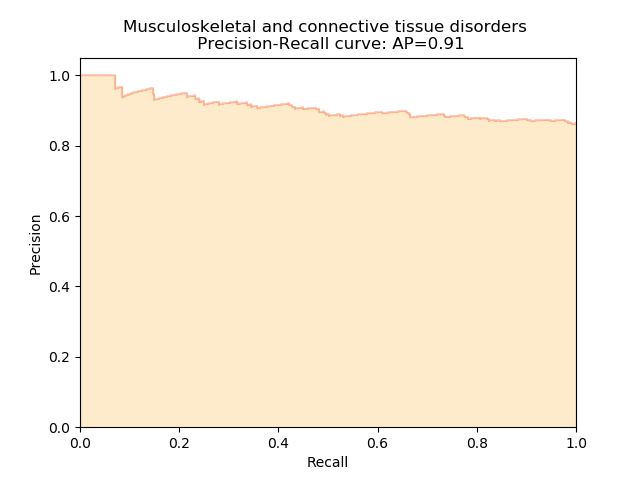 Musculoskeletal and connective tissue disorders
Precision-Recall curve: AP=0.91
1.0
0.8
0.6
0.4
0.2
0.0
Precision
0.0 0.2 0.4 0.6 0.8 1.0
Recall